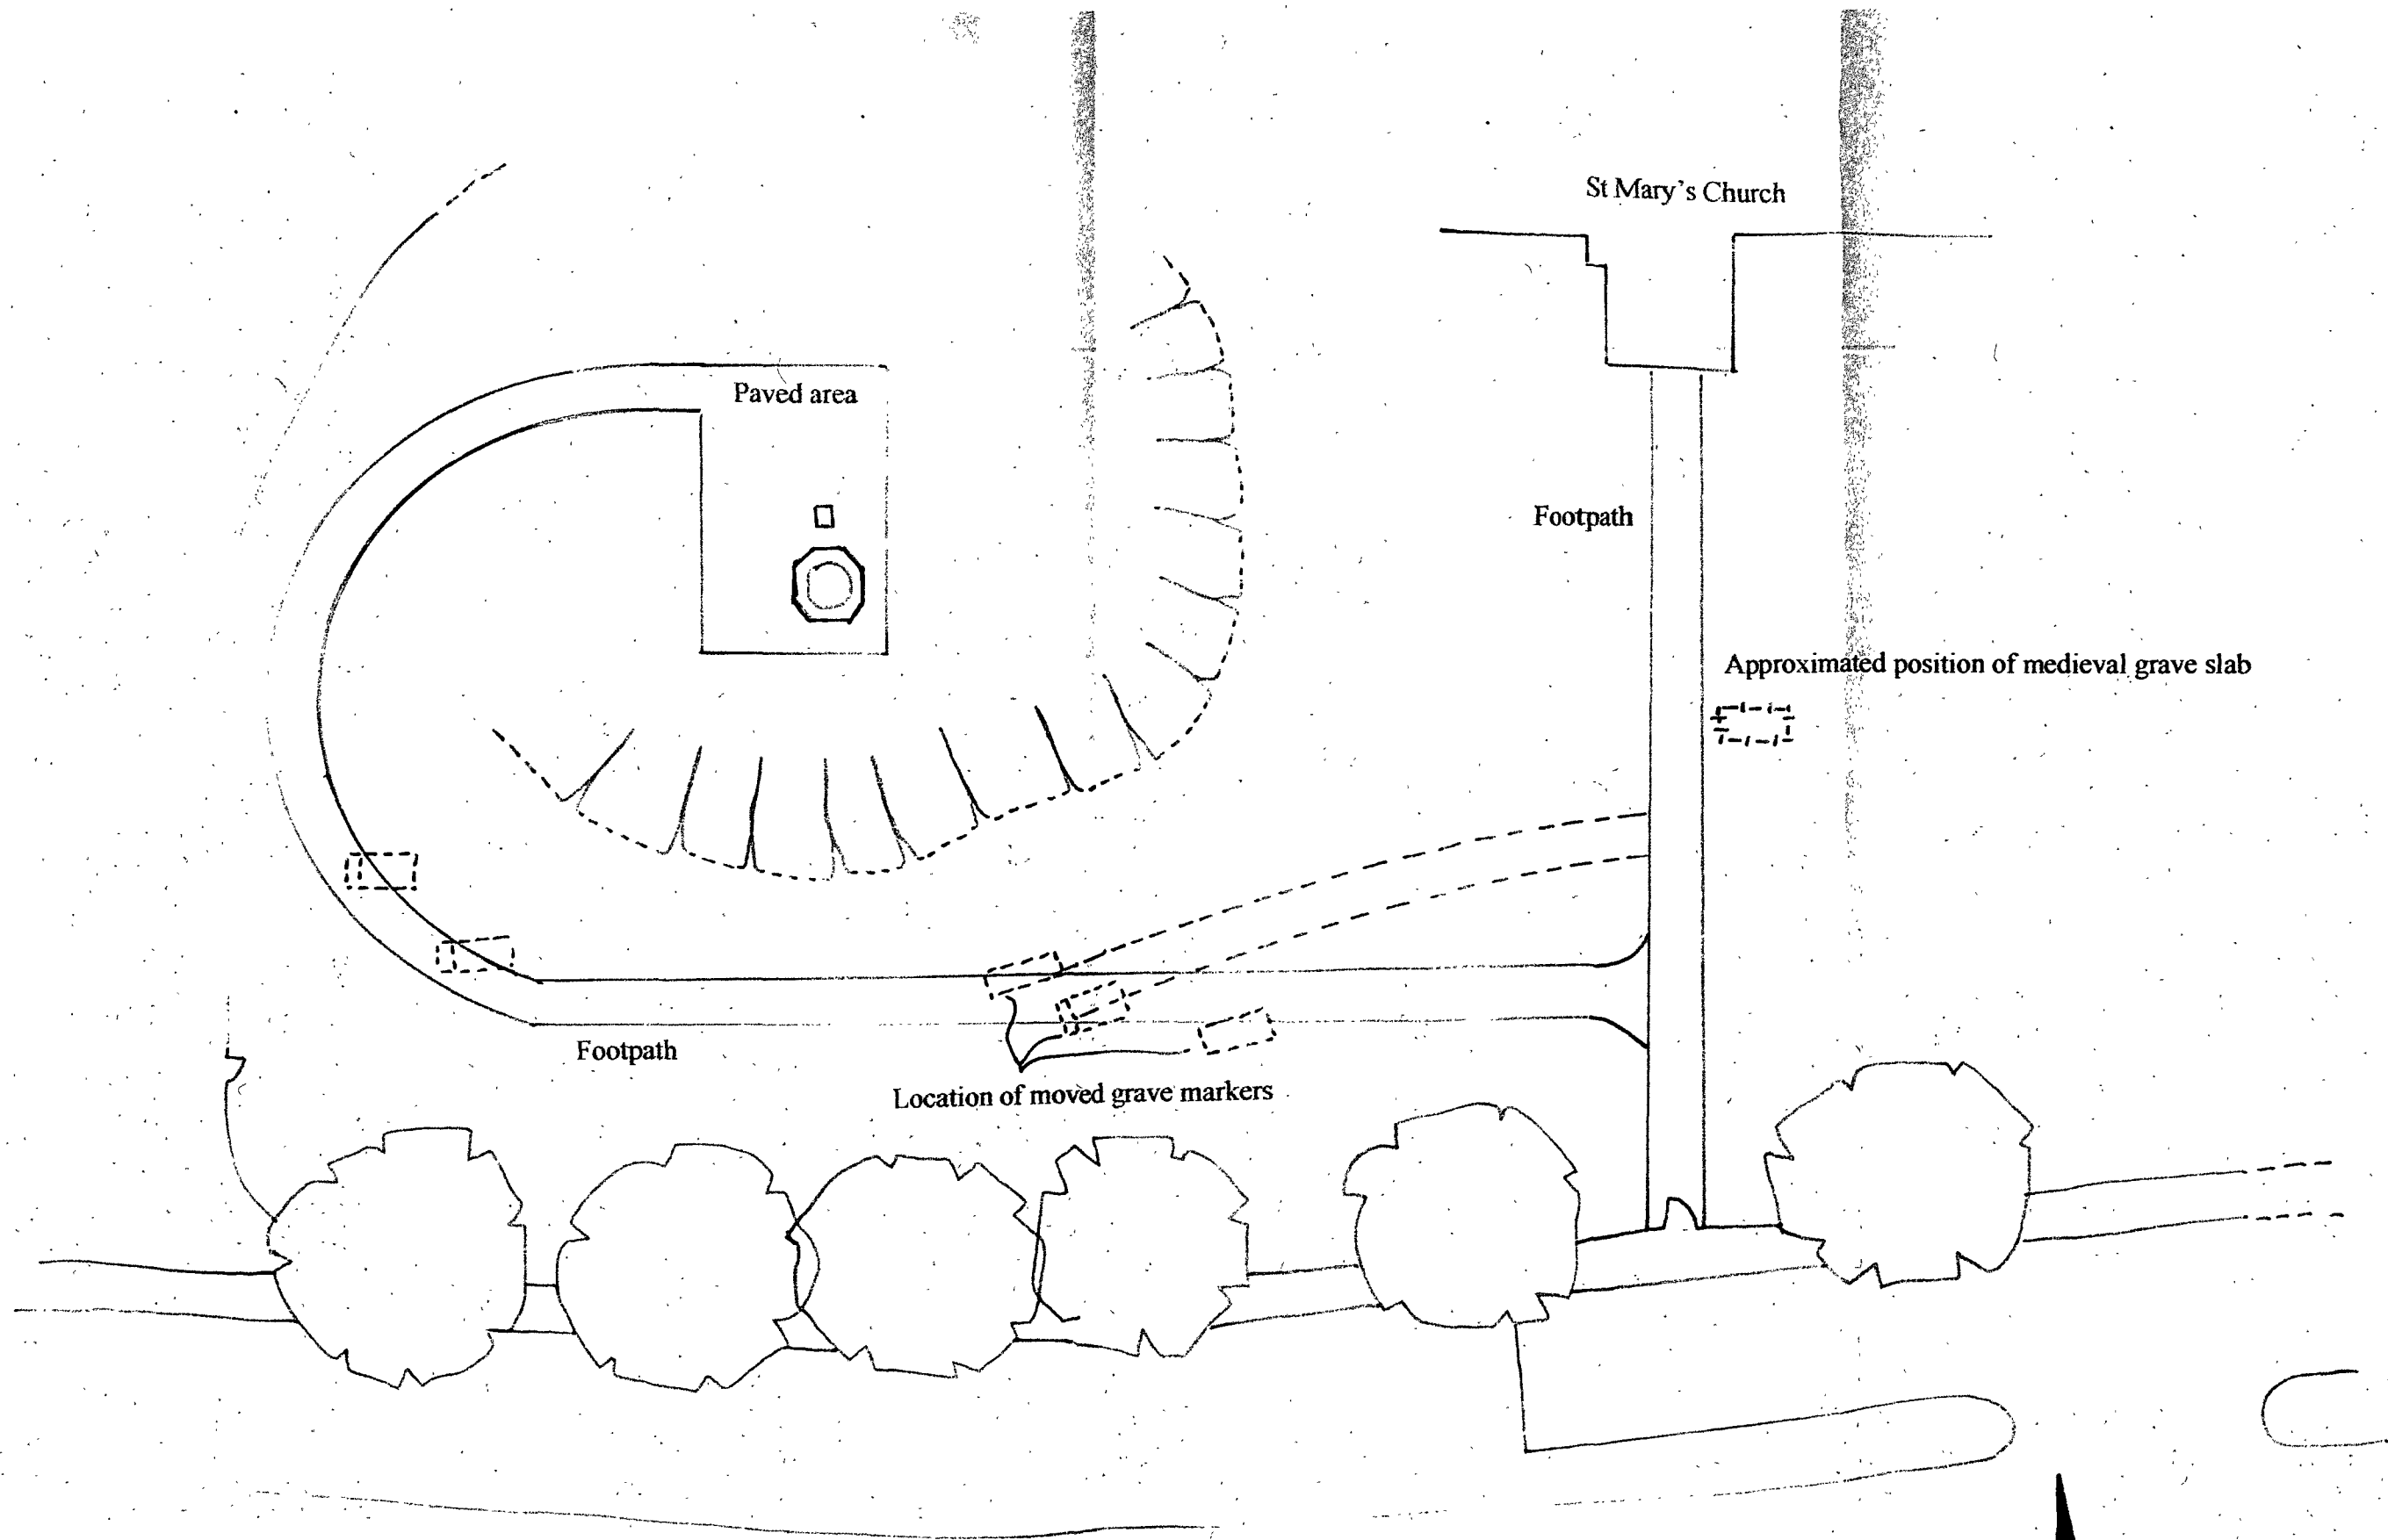 St Mary's Church
Paved area
Footpath
Approximated position of medieval grave slab
Footpath
Location of moved grave markers